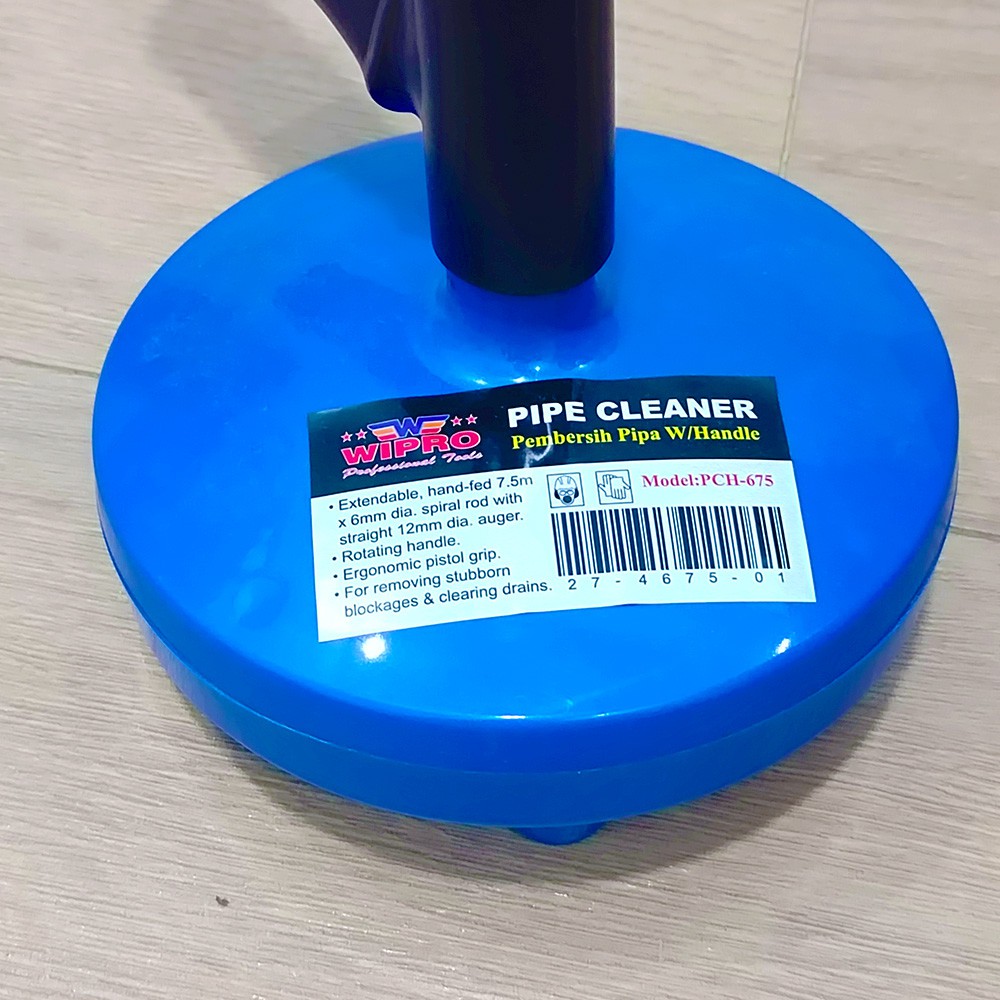 W
WIPRO
Professional Tools
PIPE CLEANER
Pembersih Pipa W/Handle
• Extendable, hand-fed 7.5m
x 6mm dia. spiral rod with
straight 12mm dia. auger.
• Rotating handle.
• Ergonomic pistol grip.
• For removing stubborn
blockages & clearing drains.
Model:PCH-675
27-4675-01